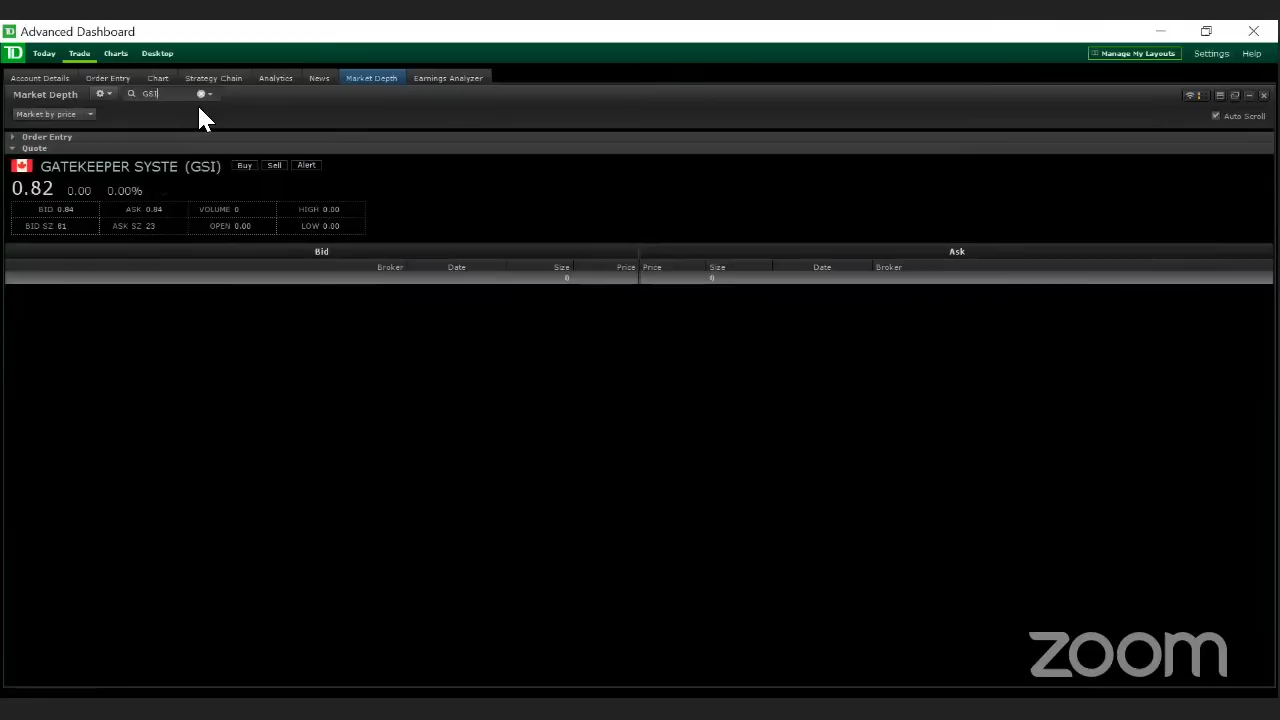 TD Advanced Dashboard
TD Today Trade Charts Desktop Manage My Layouts Settings Help
Account Details Order Entry Chart Strategy Chain Analytics News Market Depth Earnings Analyzer
Market Depth GSI
Market by price Auto Scroll
Order Entry
Quote
GATEKEEPER SYSTE (GSI) Buy Sell Alert
0.82 0.00 0.00%
BID 0.84 ASK 0.84 VOLUME 0 HIGH 0.00
BID SZ 81 ASK SZ 23 OPEN 0.00 LOW 0.00
Bid Ask
Broker Date Size Price Price Size Date Broker
0 0
zoom